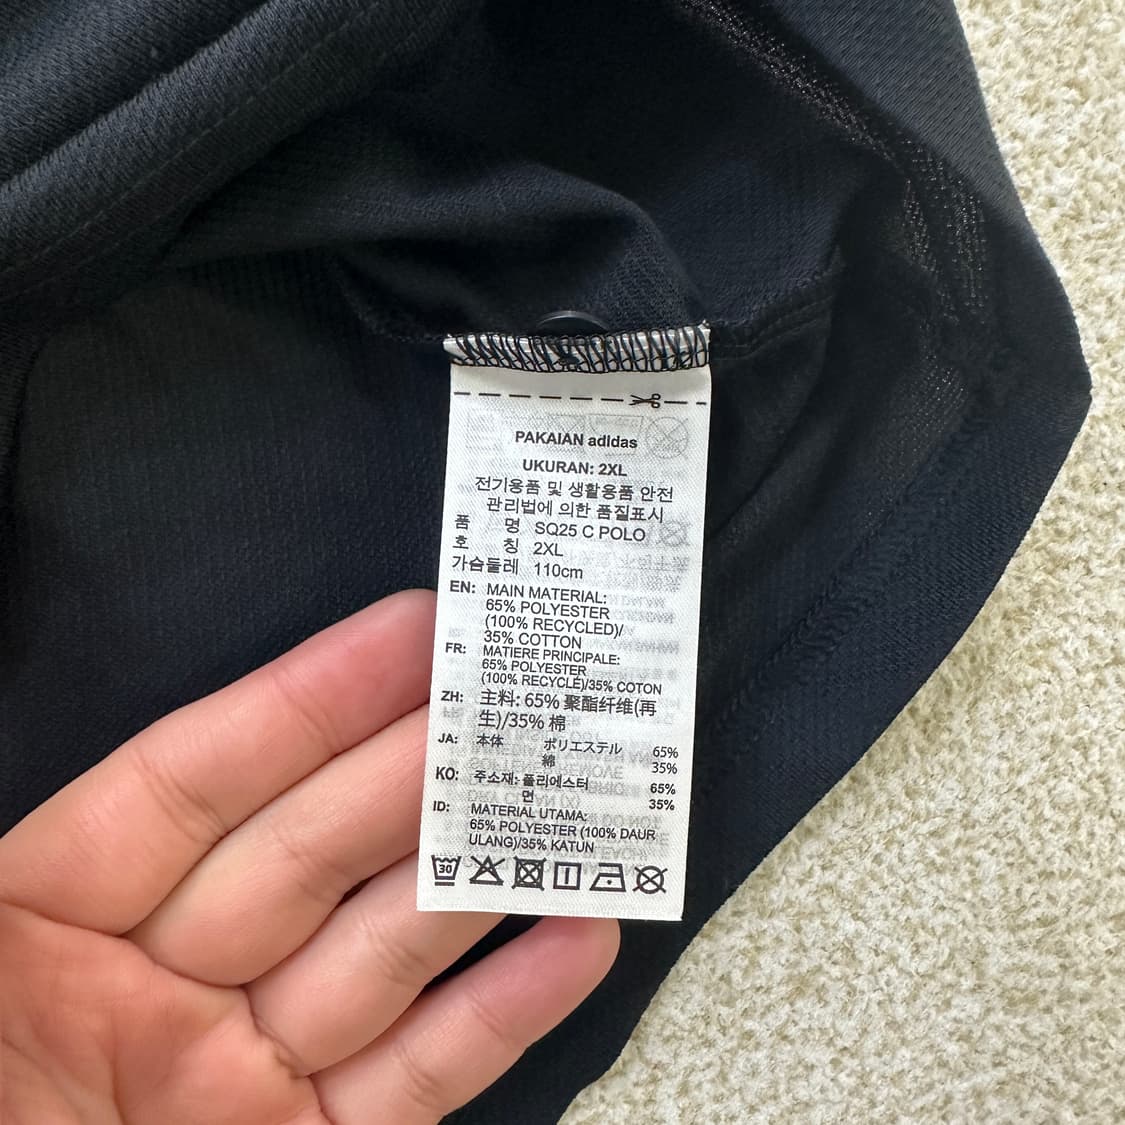 PAKAIAN adidas
UKURAN: 2XL
전기용품 및 생활용품 안전
관리법에 의한 품질표시
품 명 SQ25 C POLO
호 칭 2XL
가슴둘레 110cm
EN: MAIN MATERIAL:
65% POLYESTER
(100% RECYCLED)/
35% COTTON
FR: MATIERE PRINCIPALE:
65% POLYESTER
(100% RECYCLÉ)/35% COTON
ZH: 主料: 65% 聚酯纤维(再
生)/35% 棉
JA: 本体 ポリエステル 65%
綿 35%
KO: 주소재: 폴리에스터 65%
면 35%
ID: MATERIAL UTAMA:
65% POLYESTER (100% DAUR
ULANG)/35% KATUN
30